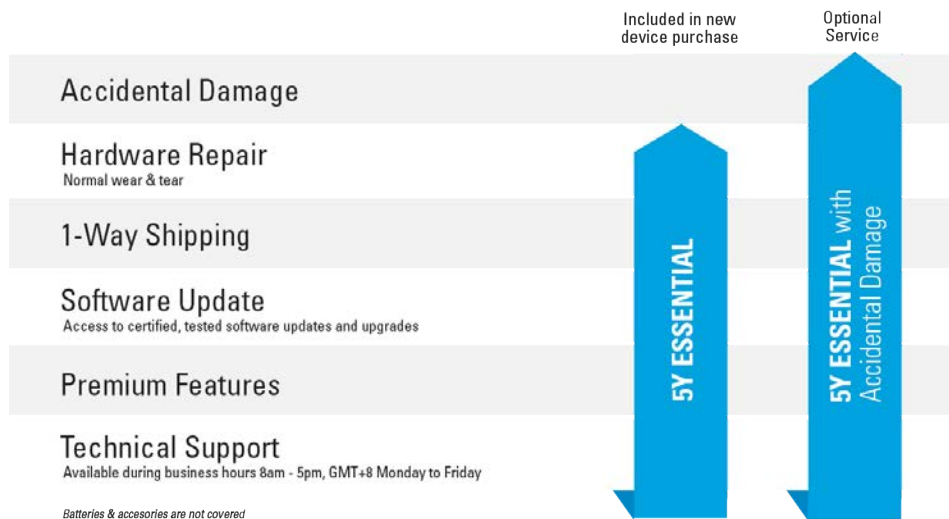 Included in new
device purchase
Optional
Service
Accidental Damage
Hardware Repair
Normal wear & tear
1-Way Shipping
Software Update
Access to certified, tested software updates and upgrades
Premium Features
Technical Support
Available during business hours 8am - 5pm, GMT+8 Monday to Friday
Batteries & accesories are not covered
5Y ESSENTIAL
5Y ESSENTIAL with
Accidental Damage